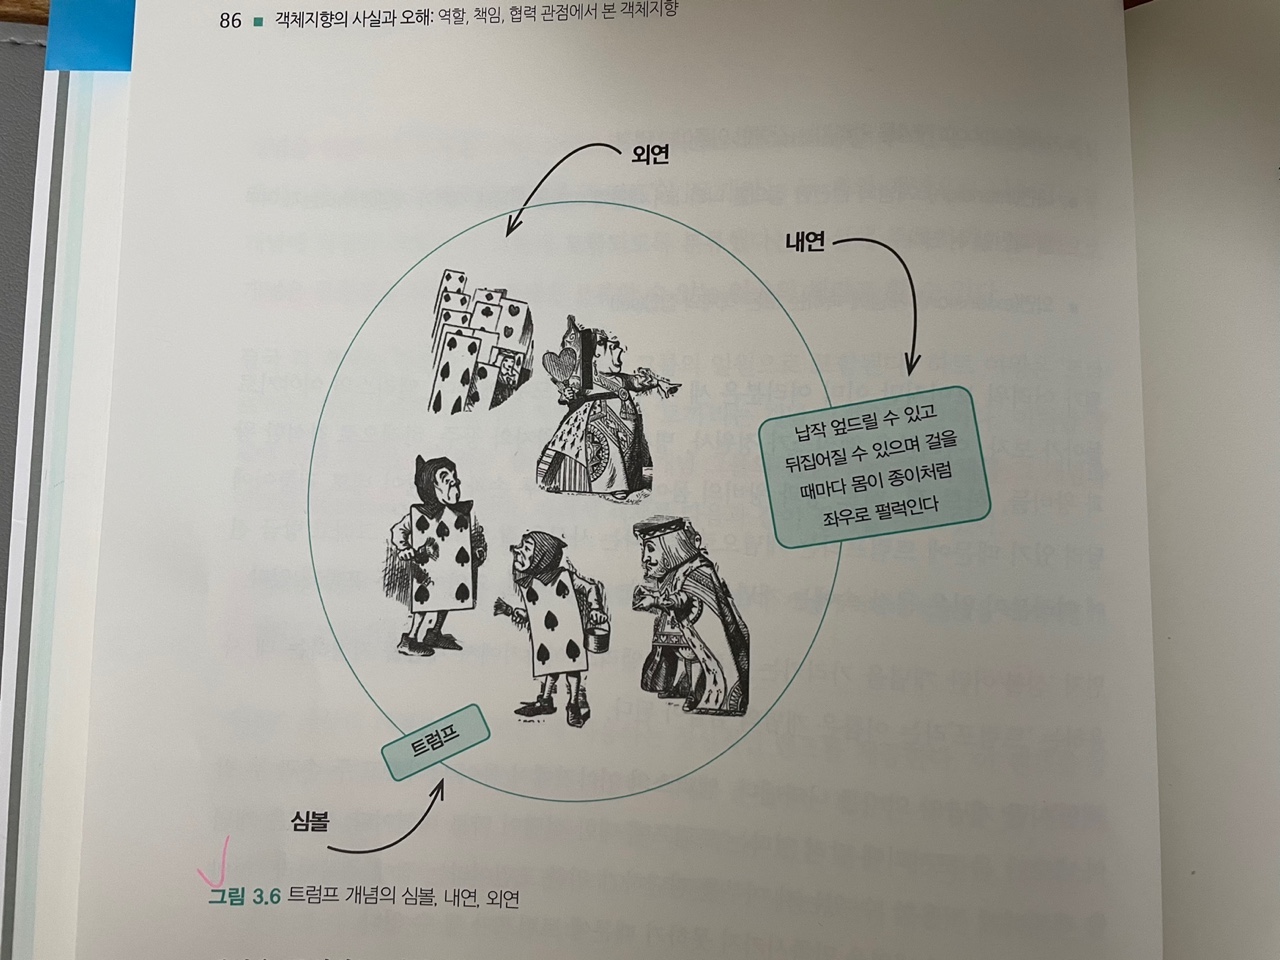 86 ■ 객체지향의 사실과 오해: 역할, 책임, 협력 관점에서 본 객체지향
외연
내연
납작 엎드릴 수 있고
뒤집어질 수 있으며 걸을
때마다 몸이 종이처럼
좌우로 펄럭인다
트럼프
심볼
그림 3.6 트럼프 개념의 심볼, 내연, 외연